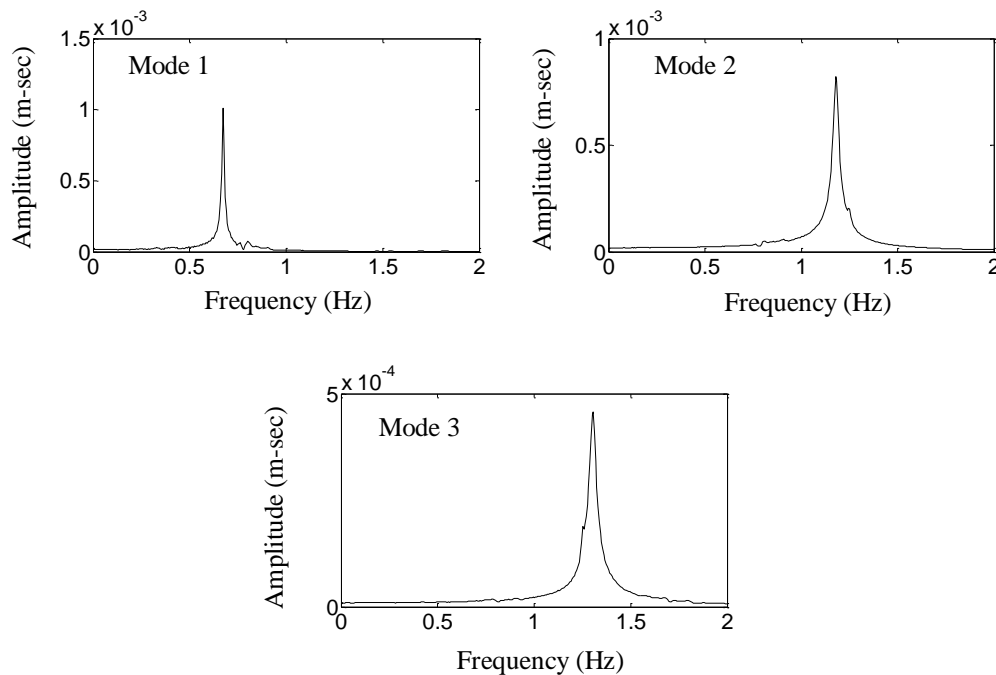 x 10^-3
1.5
1
0.5
0
Mode 1
Amplitude (m-sec)
0 0.5 1 1.5 2
Frequency (Hz)
x 10^-3
1
0.5
0
Mode 2
Amplitude (m-sec)
0 0.5 1 1.5 2
Frequency (Hz)
x 10^-4
5
0
Mode 3
Amplitude (m-sec)
0 0.5 1 1.5 2
Frequency (Hz)